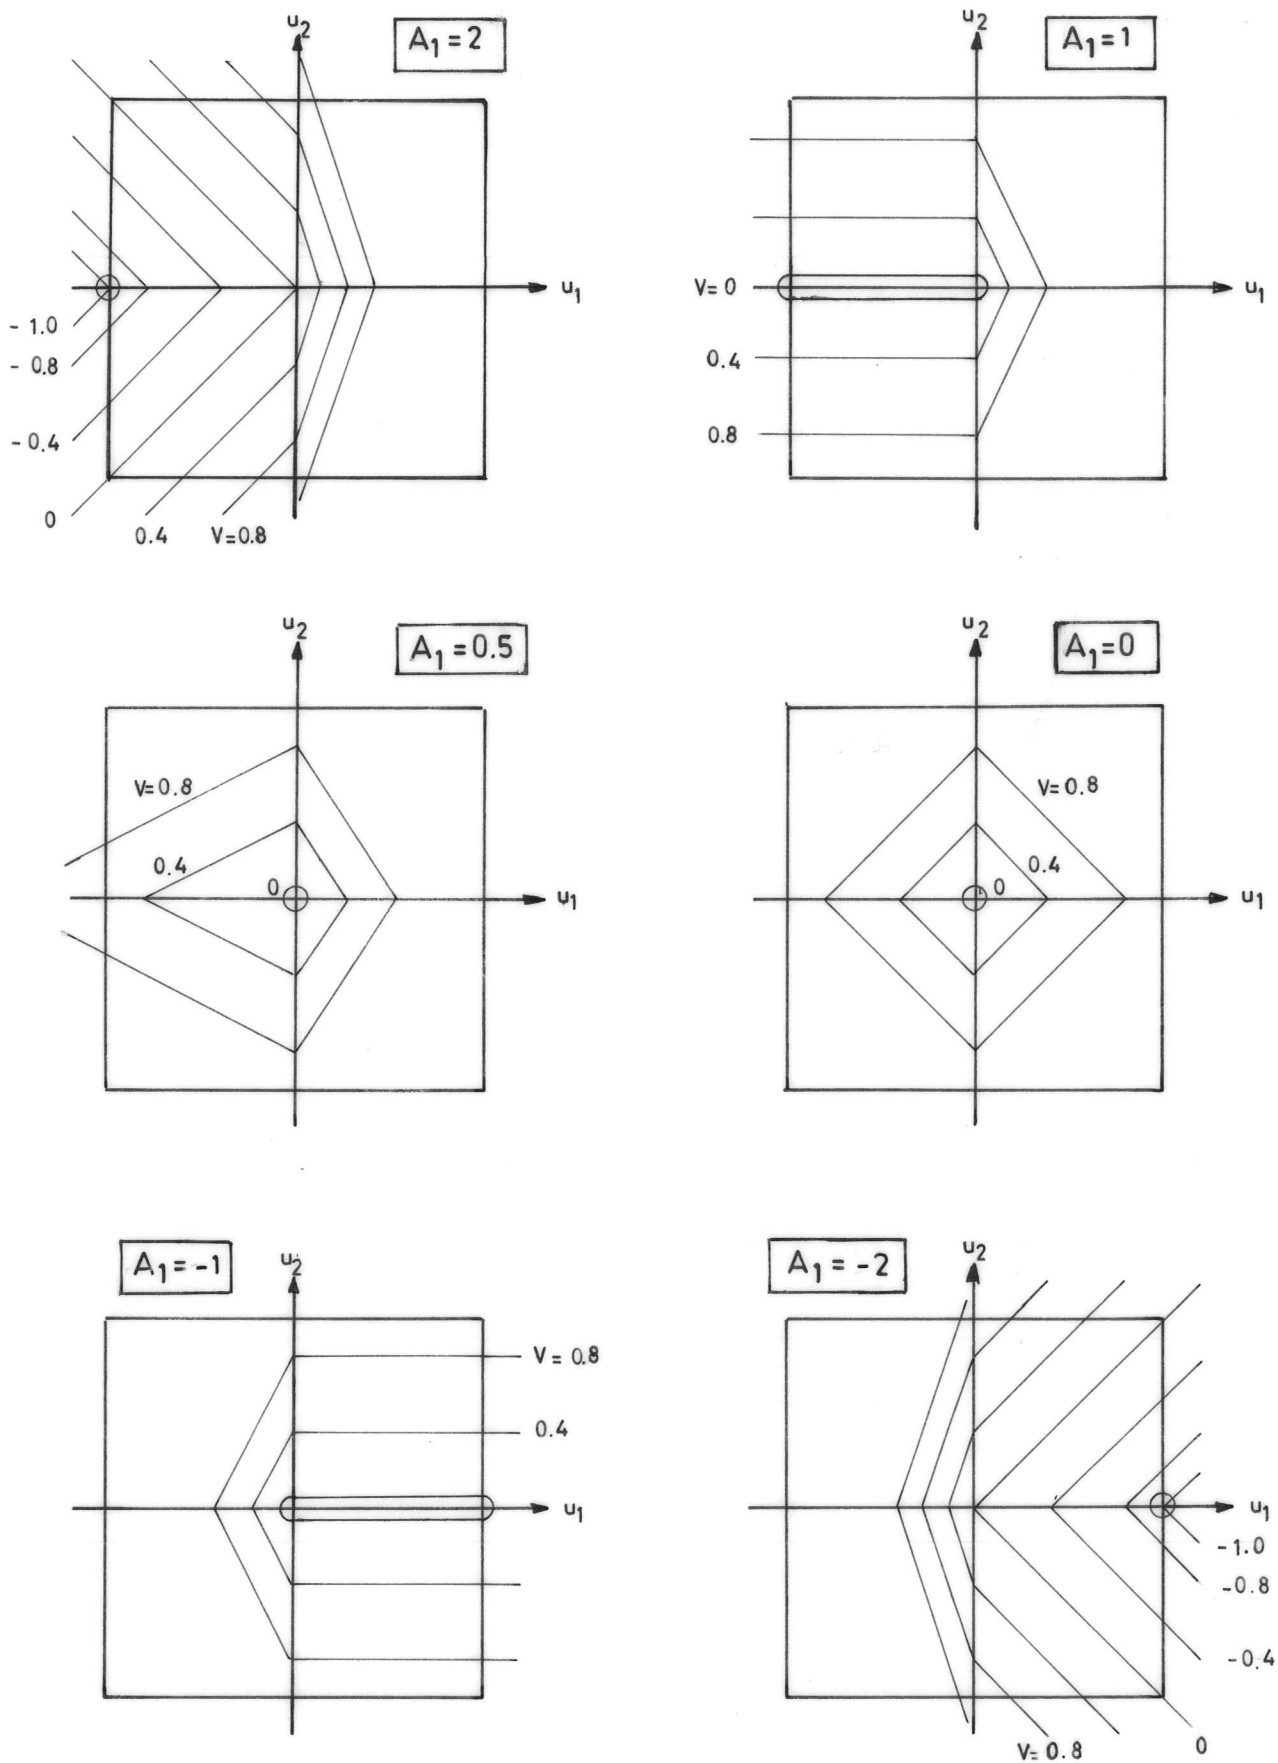 u2
A1 = 2
u1
- 1.0
- 0.8
- 0.4
0
0.4
V=0.8
u2
A1 = 1
V= 0
u1
0.4
0.8
u2
A1 = 0.5
V=0.8
0.4
0
u1
u2
A1=0
V= 0.8
0.4
0
u1
A1 = -1
u2
V = 0.8
0.4
u1
A1 = -2
u2
u1
-1.0
-0.8
-0.4
0
V= 0.8